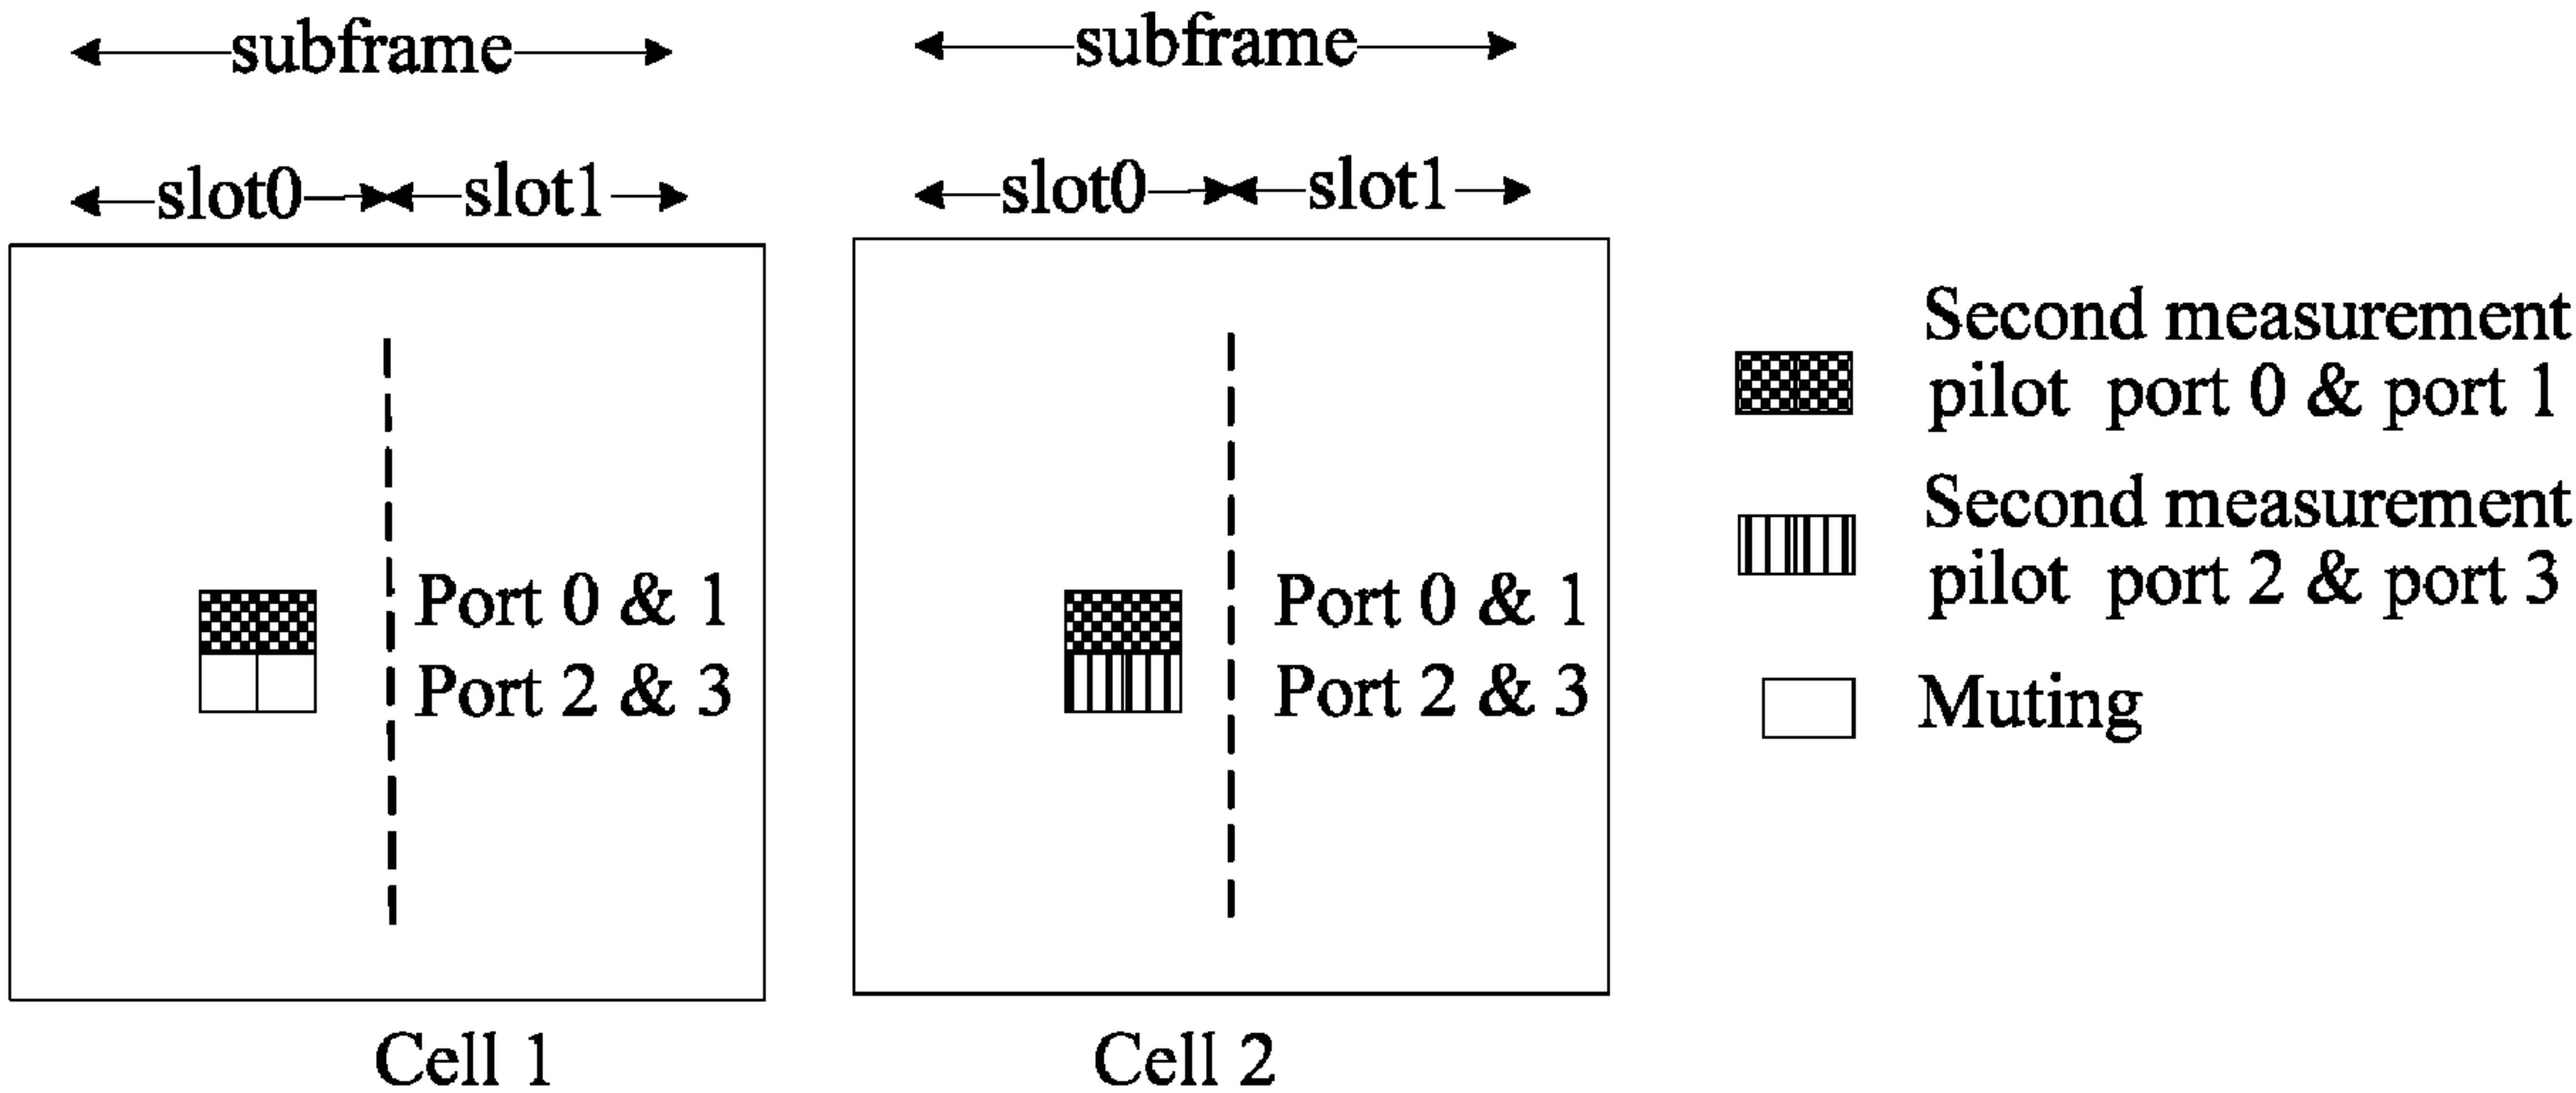 subframe
slot0 slot1
Port 0 & 1
Port 2 & 3
Cell 1
subframe
slot0 slot1
Port 0 & 1
Port 2 & 3
Cell 2
Second measurement
pilot port 0 & port 1
Second measurement
pilot port 2 & port 3
Muting